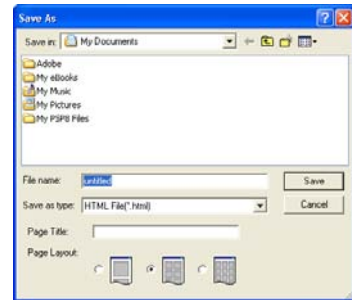 Save As
Save in: My Documents
Adobe
My eBooks
My Music
My Pictures
My PSP8 Files
File name: untitled
Save
Save as type: HTML File(*.html)
Cancel
Page Title:
Page Layout: